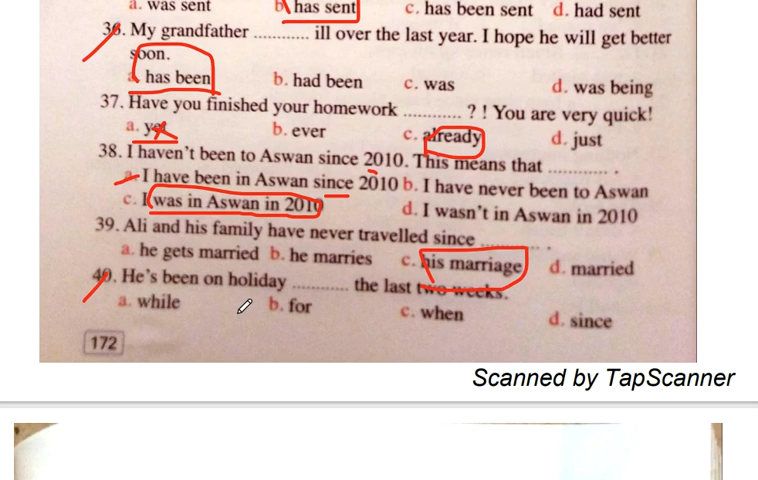 a. was sent b. has sent c. has been sent d. had sent
36. My grandfather ............ ill over the last year. I hope he will get better
soon.
a. has been b. had been c. was d. was being
37. Have you finished your homework ............ ? ! You are very quick!
a. yet b. ever c. already d. just
38. I haven't been to Aswan since 2010. This means that ............ .
a. I have been in Aswan since 2010 b. I have never been to Aswan
c. I was in Aswan in 2010 d. I wasn't in Aswan in 2010
39. Ali and his family have never travelled since ............ .
a. he gets married b. he marries c. his marriage d. married
40. He's been on holiday ............ the last two weeks.
a. while b. for c. when d. since
172
Scanned by TapScanner